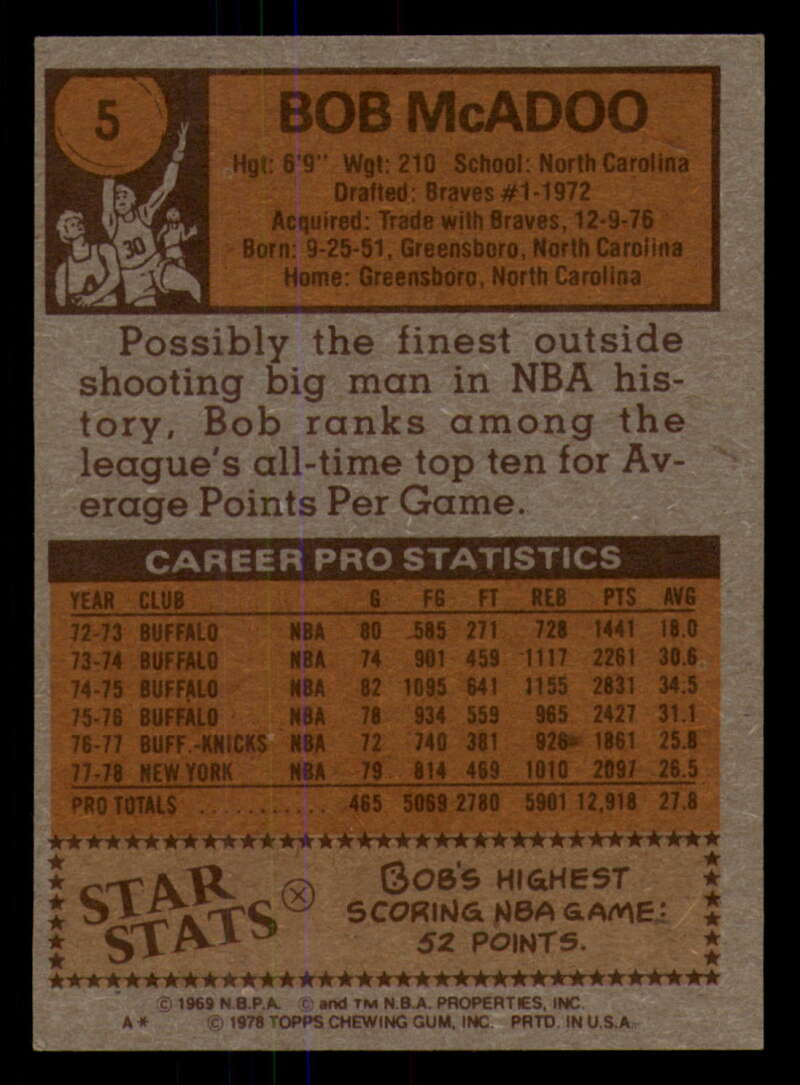 5
BOB McADOO
Hgt: 6'9" Wgt: 210 School: North Carolina
Drafted: Braves #1-1972
Acquired: Trade with Braves, 12-9-76
Born: 9-25-51, Greensboro, North Carolina
Home: Greensboro, North Carolina
30
Possibly the finest outside
shooting big man in NBA his-
tory, Bob ranks among the
league's all-time top ten for Av-
erage Points Per Game.
CAREER PRO STATISTICS
YEAR CLUB G FG FT REB PTS AVG
72-73 BUFFALO NBA 80 585 271 728 1441 18.0
73-74 BUFFALO NBA 74 901 459 1117 2261 30.6
74-75 BUFFALO NBA 82 1095 641 1155 2831 34.5
75-76 BUFFALO NBA 78 934 559 965 2427 31.1
76-77 BUFF.-KNICKS NBA 72 740 381 926 1861 25.8
77-78 NEW YORK NBA 79 814 469 1010 2097 26.5
PRO TOTALS ............ 465 5069 2780 5901 12,918 27.8
STAR
STATS
BOB'S HIGHEST
SCORING NBA GAME:
52 POINTS.
© 1969 N.B.P.A. © and TM N.B.A. PROPERTIES, INC.
A* © 1978 TOPPS CHEWING GUM, INC. PRTD. IN U.S.A.